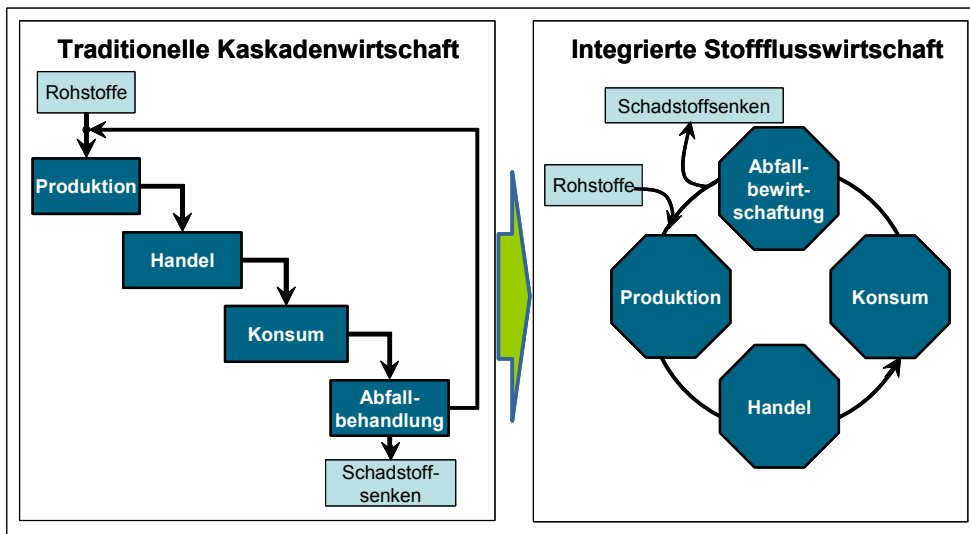 Traditionelle Kaskadenwirtschaft
Rohstoffe
Produktion
Handel
Konsum
Abfall-
behandlung
Schadstoff-
senken
Integrierte Stoffflusswirtschaft
Schadstoffsenken
Abfall-
bewirt-
schaftung
Rohstoffe
Produktion
Konsum
Handel